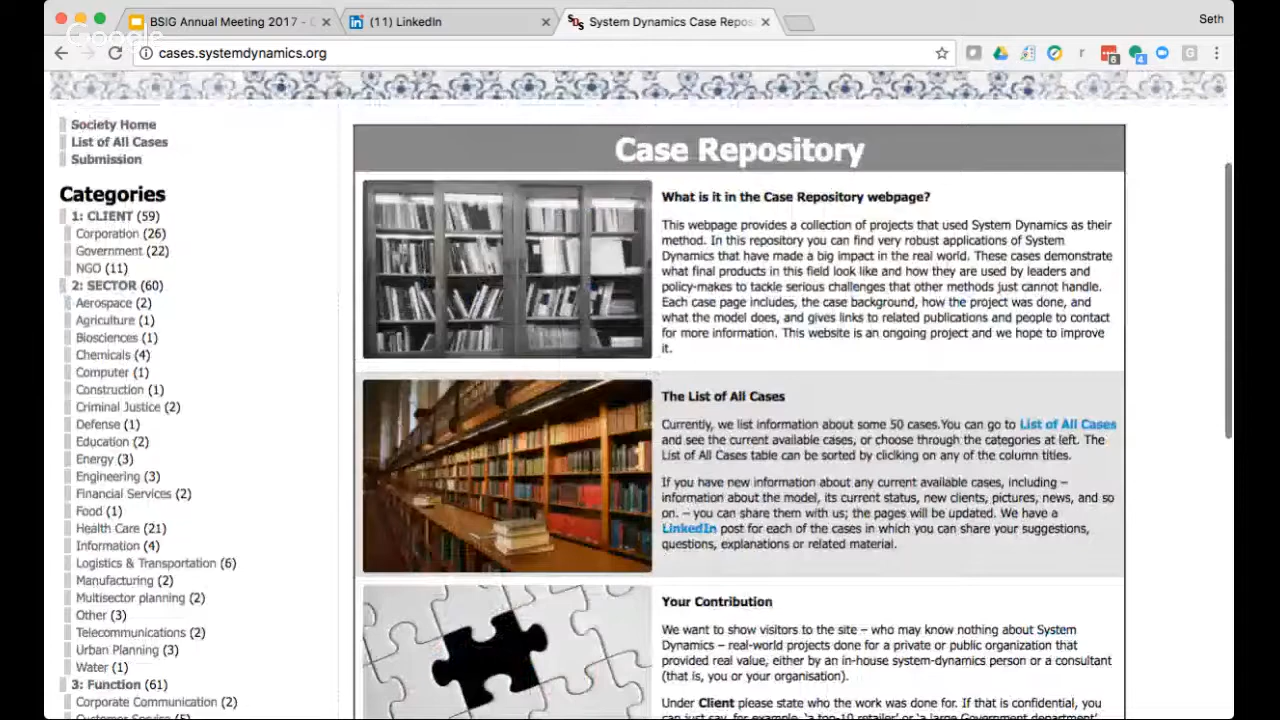 BSIG Annual Meeting 2017 - G
(11) LinkedIn
System Dynamics Case Repos
Seth
Google
cases.systemdynamics.org
Society Home
List of All Cases
Submission
Categories
1: CLIENT (59)
Corporation (26)
Government (22)
NGO (11)
2: SECTOR (60)
Aerospace (2)
Agriculture (1)
Biosciences (1)
Chemicals (4)
Computer (1)
Construction (1)
Criminal Justice (2)
Defense (1)
Education (2)
Energy (3)
Engineering (3)
Financial Services (2)
Food (1)
Health Care (21)
Information (4)
Logistics & Transportation (6)
Manufacturing (2)
Multisector planning (2)
Other (3)
Telecommunications (2)
Urban Planning (3)
Water (1)
3: Function (61)
Corporate Communication (2)
Customer Service (5)
Case Repository
What is it in the Case Repository webpage?
This webpage provides a collection of projects that used System Dynamics as their
method. In this repository you can find very robust applications of System
Dynamics that have made a big impact in the real world. These cases demonstrate
what final products in this field look like and how they are used by leaders and
policy-makes to tackle serious challenges that other methods just cannot handle.
Each case page includes, the case background, how the project was done, and
what the model does, and gives links to related publications and people to contact
for more information. This website is an ongoing project and we hope to improve
it.
The List of All Cases
Currently, we list information about some 50 cases.You can go to List of All Cases
and see the current available cases, or choose through the categories at left. The
List of All Cases table can be sorted by clicking on any of the column titles.
If you have new information about any current available cases, including –
information about the model, its current status, new clients, pictures, news, and so
on. – you can share them with us; the pages will be updated. We have a
LinkedIn post for each of the cases in which you can share your suggestions,
questions, explanations or related material.
Your Contribution
We want to show visitors to the site – who may know nothing about System
Dynamics – real-world projects done for a private or public organization that
provided real value, either by an in-house system-dynamics person or a consultant
(that is, you or your organisation).
Under Client please state who the work was done for. If that is confidential, you
can just say, for example, 'a top-10 retailer' or 'a large Government department'